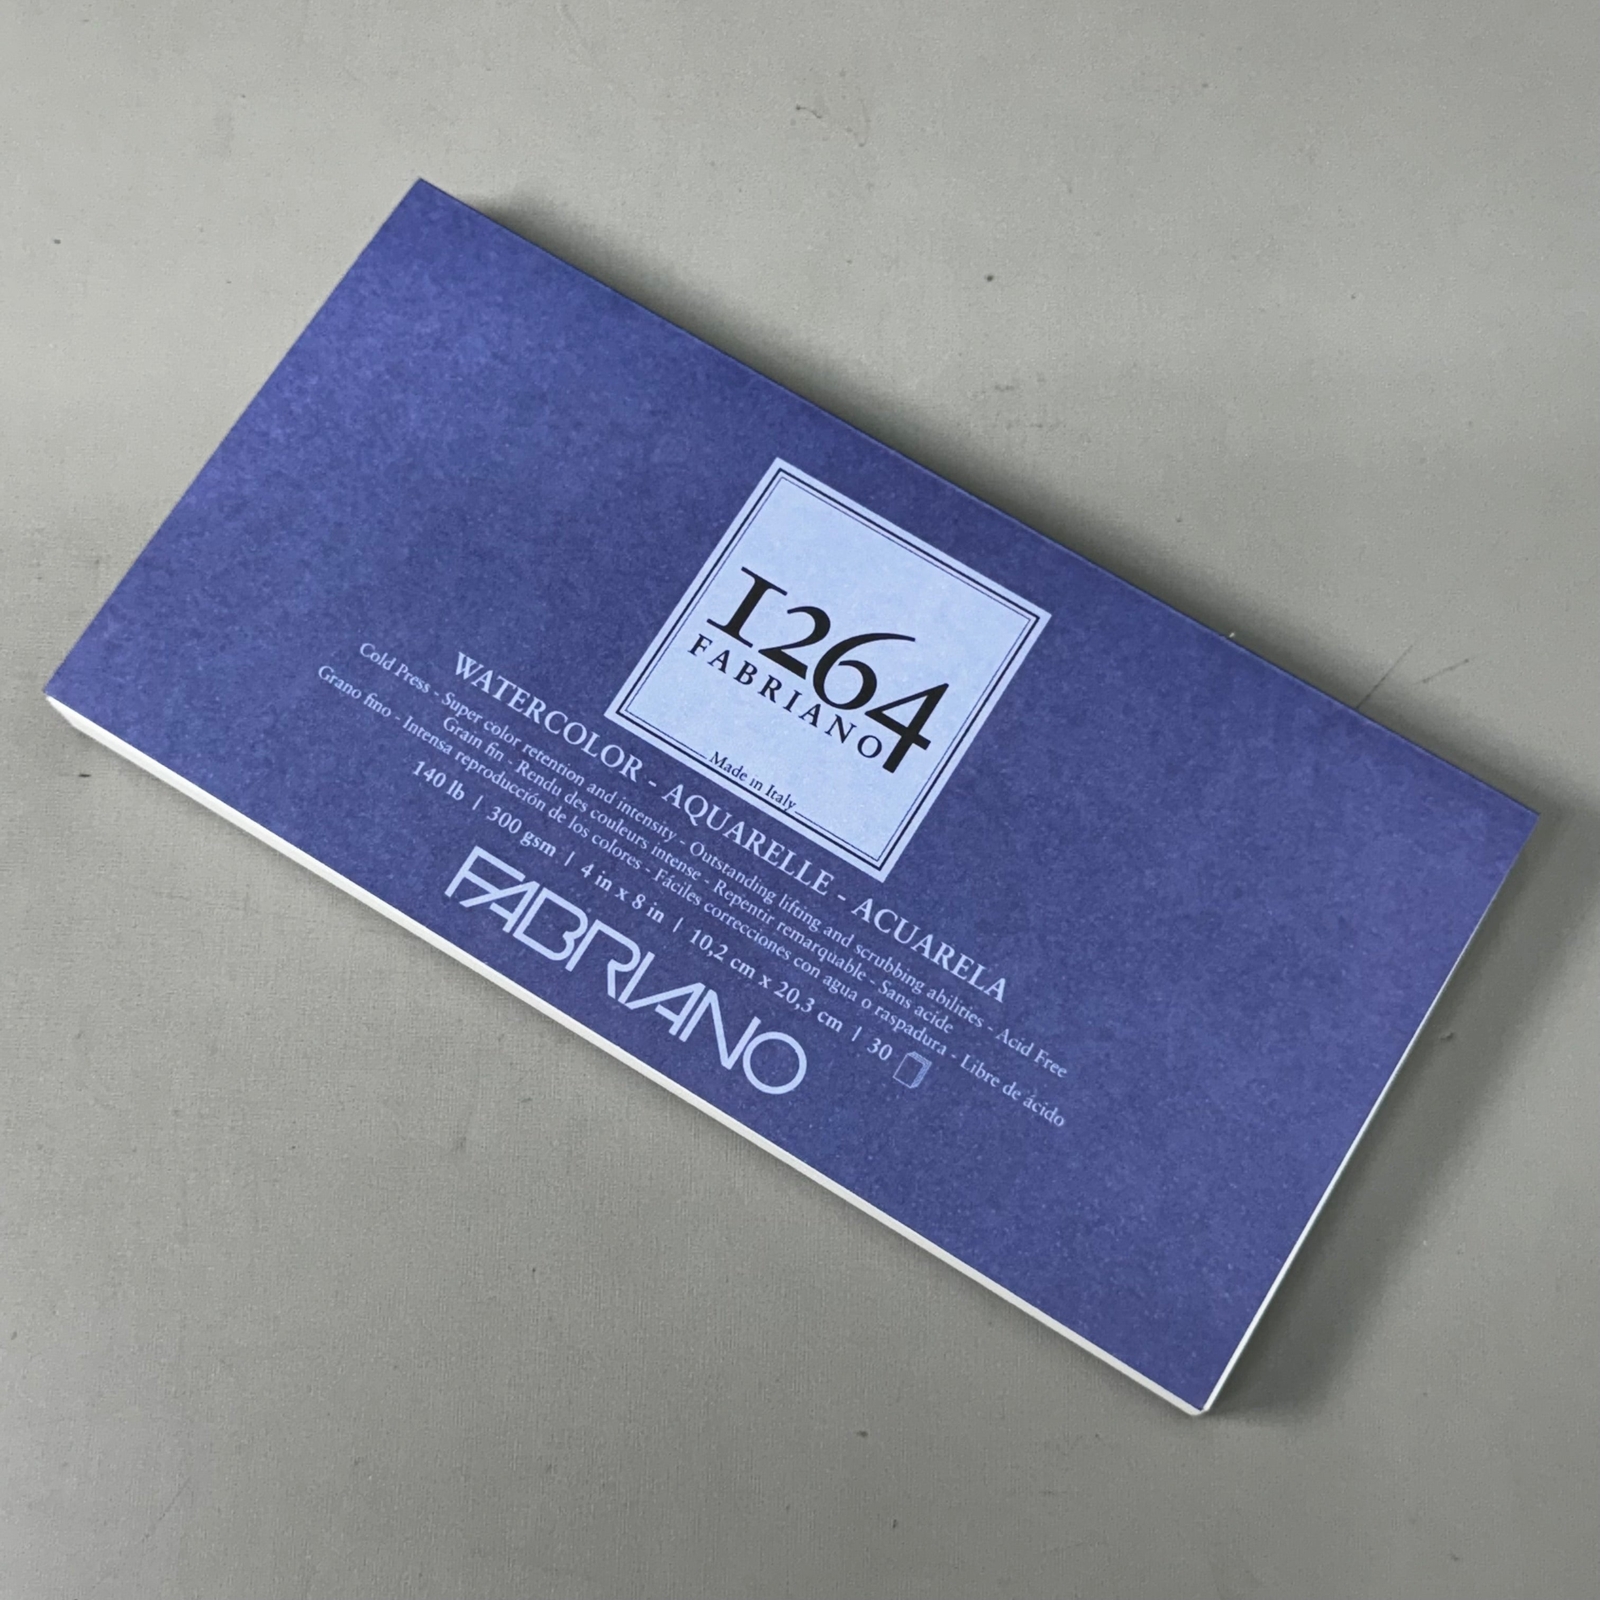 1264
FABRIANO
Made in Italy
WATERCOLOR - AQUARELLE - ACUARELA
Cold Press - Super color retention and intensity - Outstanding lifting and scrubbing abilities - Acid Free
Grain fin - Rendu des couleurs intense - Repentir remarquable - Sans acide
Grano fino - Intensa reproducción de los colores - Fáciles correcciones con agua o raspadura - Libre de ácido
140 lb | 300 gsm | 4 in x 8 in | 10,2 cm x 20,3 cm | 30
FABRIANO